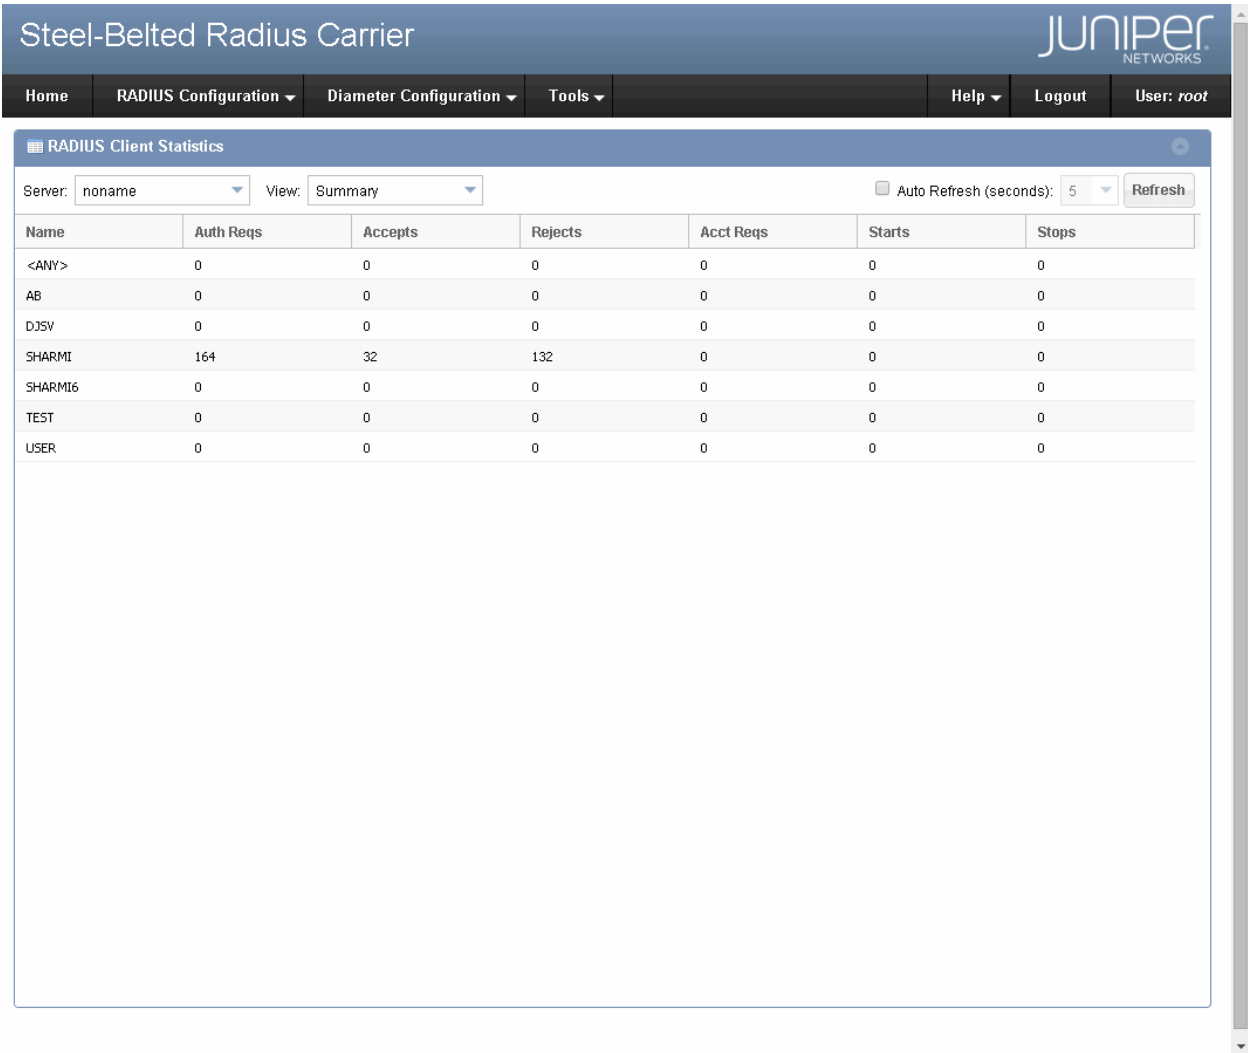 Steel-Belted Radius Carrier
JUNIPER
NETWORKS
Home RADIUS Configuration Diameter Configuration Tools Help Logout User: root
RADIUS Client Statistics
Server: noname View: Summary Auto Refresh (seconds): 5 Refresh
Name Auth Reqs Accepts Rejects Acct Reqs Starts Stops
<ANY> 0 0 0 0 0 0
AB 0 0 0 0 0 0
DJSV 0 0 0 0 0 0
SHARMI 164 32 132 0 0 0
SHARMI6 0 0 0 0 0 0
TEST 0 0 0 0 0 0
USER 0 0 0 0 0 0